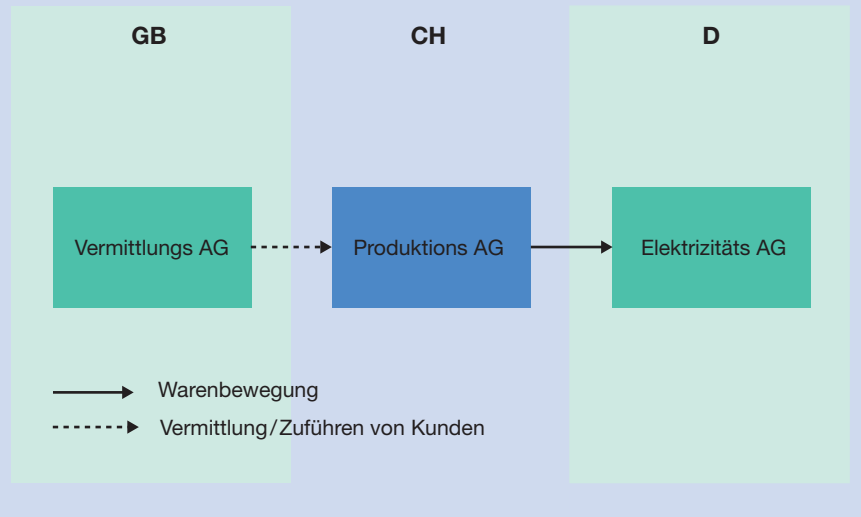 GB
CH
D
Vermittlungs AG
Produktions AG
Elektrizitäts AG
Warenbewegung
Vermittlung/Zuführen von Kunden